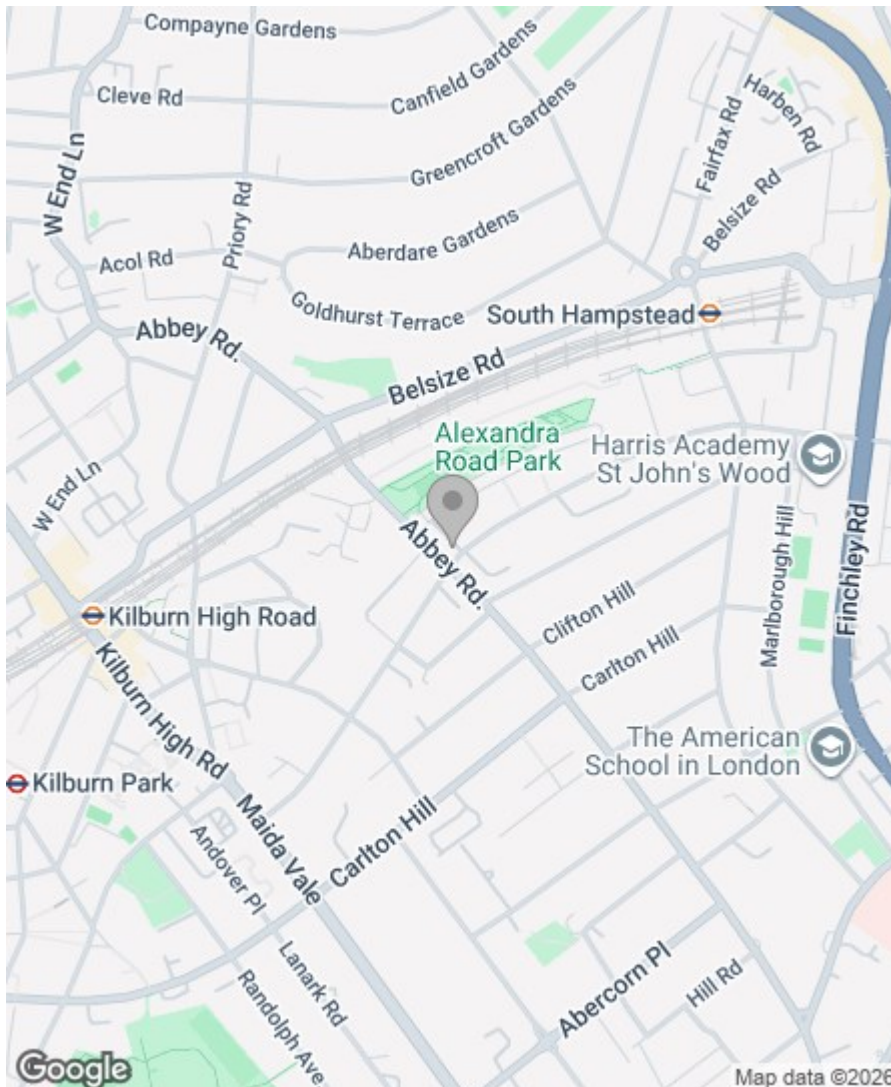 Compayne Gardens
Cleve Rd
Canfield Gardens
Harben Rd
Fairfax Rd
Greencroft Gardens
W End Ln
Priory Rd
Belsize Rd
Aberdare Gardens
Acol Rd
Goldhurst Terrace
South Hampstead
Abbey Rd.
Belsize Rd
Alexandra
Road Park
Harris Academy
St John's Wood
W End Ln
Abbey Rd.
Marlborough Hill
Finchley Rd
Kilburn High Road
Clifton Hill
Carlton Hill
Kilburn High Rd
The American
School in London
Kilburn Park
Maida Vale
Carlton Hill
Andover Pl
Lanark Rd
Randolph Ave
Abercorn Pl
Hill Rd
Google
Map data ©2026